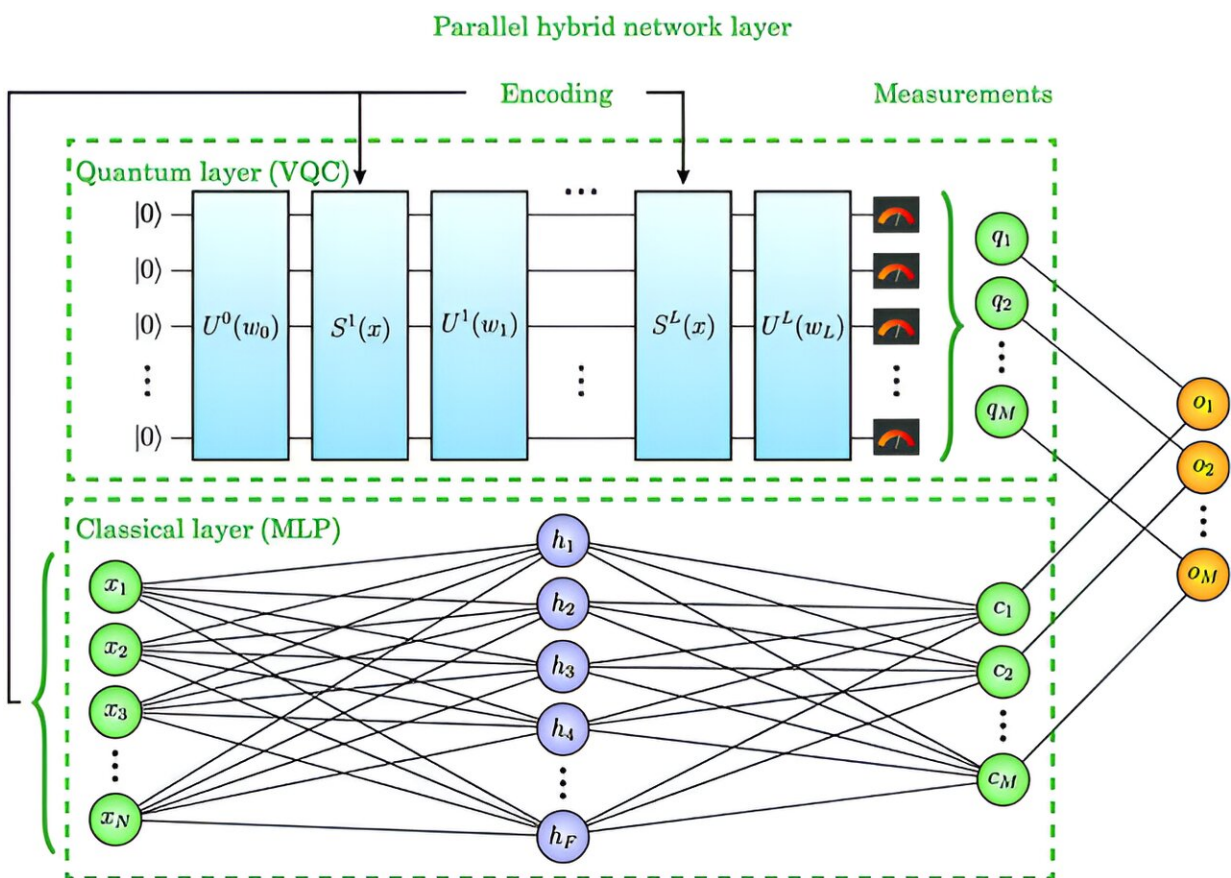 Parallel hybrid network layer
Encoding
Measurements
Quantum layer (VQC)
...
|0⟩
|0⟩
|0⟩
⋮
|0⟩
U⁰(w₀)
S¹(x)
U¹(w₁)
⋮
Sᴸ(x)
Uᴸ(w_L)
⋮
q₁
q₂
⋮
q_M
o₁
o₂
⋮
o_M
Classical layer (MLP)
x₁
x₂
x₃
⋮
x_N
h₁
h₂
h₃
h₄
⋮
h_F
c₁
c₂
⋮
c_M